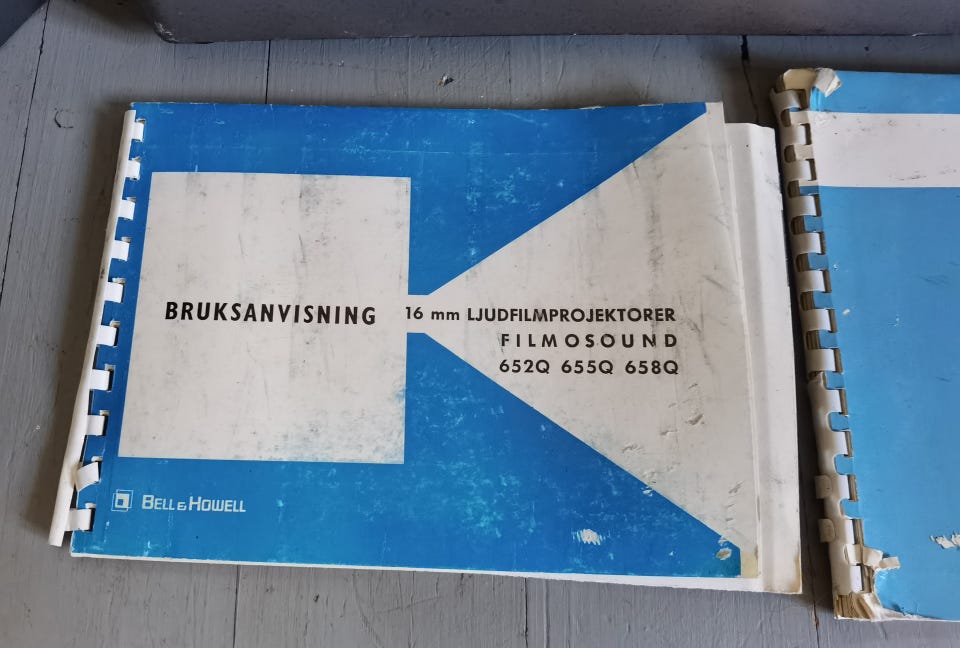 BRUKSANVISNING
16 mm LJUDFILMPROJEKTORER
FILMOSOUND
652Q 655Q 658Q
BELL & HOWELL